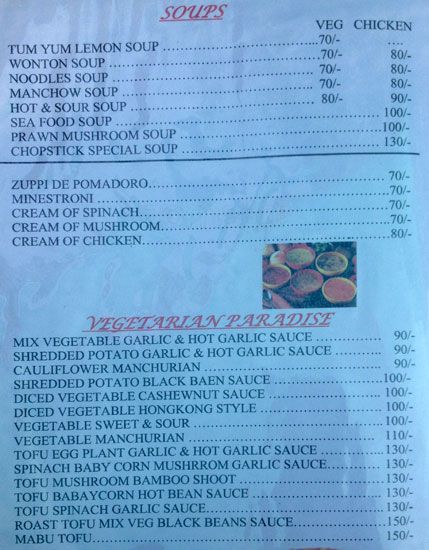 SOUPS
VEG CHICKEN
TUM YUM LEMON SOUP ..............................70/- ....
WONTON SOUP ..............................70/- 80/-
NOODLES SOUP ..............................70/- 80/-
MANCHOW SOUP ..............................70/- 80/-
HOT & SOUR SOUP ..............................80/- 90/-
SEA FOOD SOUP ..............................100/-
PRAWN MUSHROOM SOUP ..............................100/-
CHOPSTICK SPECIAL SOUP ..............................130/-
ZUPPI DE POMADORO..............................70/-
MINESTRONI ..............................70/-
CREAM OF SPINACH..............................70/-
CREAM OF MUSHROOM..............................70/-
CREAM OF CHICKEN..............................80/-
VEGETARIAN PARADISE
MIX VEGETABLE GARLIC & HOT GARLIC SAUCE ............... 90/-
SHREDDED POTATO GARLIC & HOT GARLIC SAUCE ........... 90/-
CAULIFLOWER MANCHURIAN .............................. 90/-
SHREDDED POTATO BLACK BAEN SAUCE ....................100/-
DICED VEGETABLE CASHEWNUT SAUCE ....................100/-
DICED VEGETABLE HONGKONG STYLE ....................100/-
VEGETABLE SWEET & SOUR ..............................100/-
VEGETABLE MANCHURIAN .............................. 110/-
TOFU EGG PLANT GARLIC & HOT GARLIC SAUCE ...............130/-
SPINACH BABY CORN MUSHRROM GARLIC SAUCE...............130/-
TOFU MUSHROOM BAMBOO SHOOT ....................130/-
TOFU BABAYCORN HOT BEAN SAUCE ....................130/-
TOFU SPINACH GARLIC SAUCE..............................130/-
ROAST TOFU MIX VEG BLACK BEANS SAUCE...............150/-
MABU TOFU..............................150/-